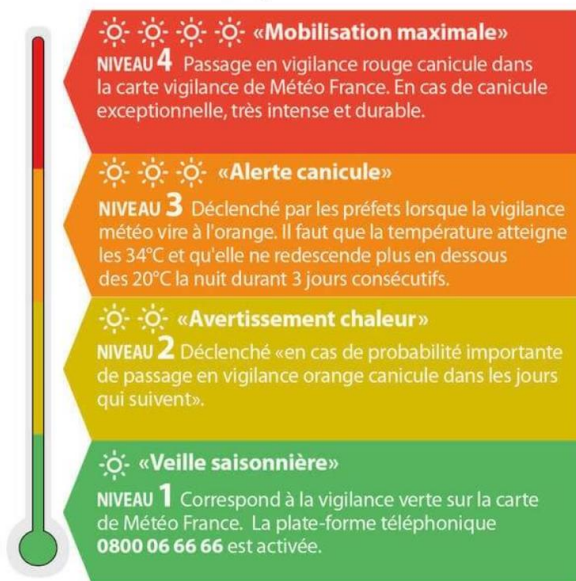 «Mobilisation maximale»
NIVEAU 4 Passage en vigilance rouge canicule dans
la carte vigilance de Météo France. En cas de canicule
exceptionnelle, très intense et durable.
«Alerte canicule»
NIVEAU 3 Déclenché par les préfets lorsque la vigilance
météo vire à l'orange. Il faut que la température atteigne
les 34°C et qu'elle ne redescende plus en dessous
des 20°C la nuit durant 3 jours consécutifs.
«Avertissement chaleur»
NIVEAU 2 Déclenché «en cas de probabilité importante
de passage en vigilance orange canicule dans les jours
qui suivent».
«Veille saisonnière»
NIVEAU 1 Correspond à la vigilance verte sur la carte
de Météo France. La plate-forme téléphonique
0800 06 66 66 est activée.